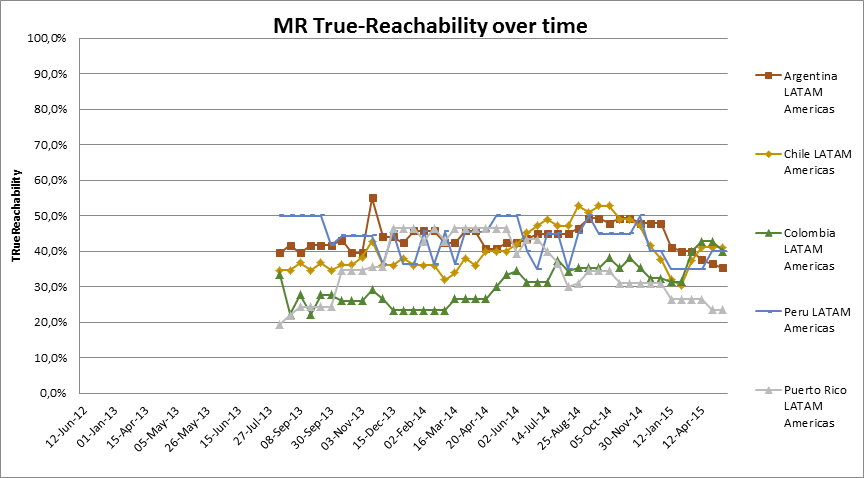 MR True-Reachability over time
100,0%
90,0%
80,0%
70,0%
60,0%
50,0%
40,0%
30,0%
20,0%
10,0%
0,0%
TRueReachability
12-Jun-12
01-Jan-13
15-Apr-13
05-May-13
26-May-13
15-Jun-13
27-Jul-13
08-Sep-13
30-Sep-13
03-Nov-13
15-Dec-13
02-Feb-14
16-Mar-14
20-Apr-14
02-Jun-14
14-Jul-14
25-Aug-14
05-Oct-14
30-Nov-14
12-Jan-15
12-Apr-15
Argentina
LATAM
Americas
Chile LATAM
Americas
Colombia
LATAM
Americas
Peru LATAM
Americas
Puerto Rico
LATAM
Americas